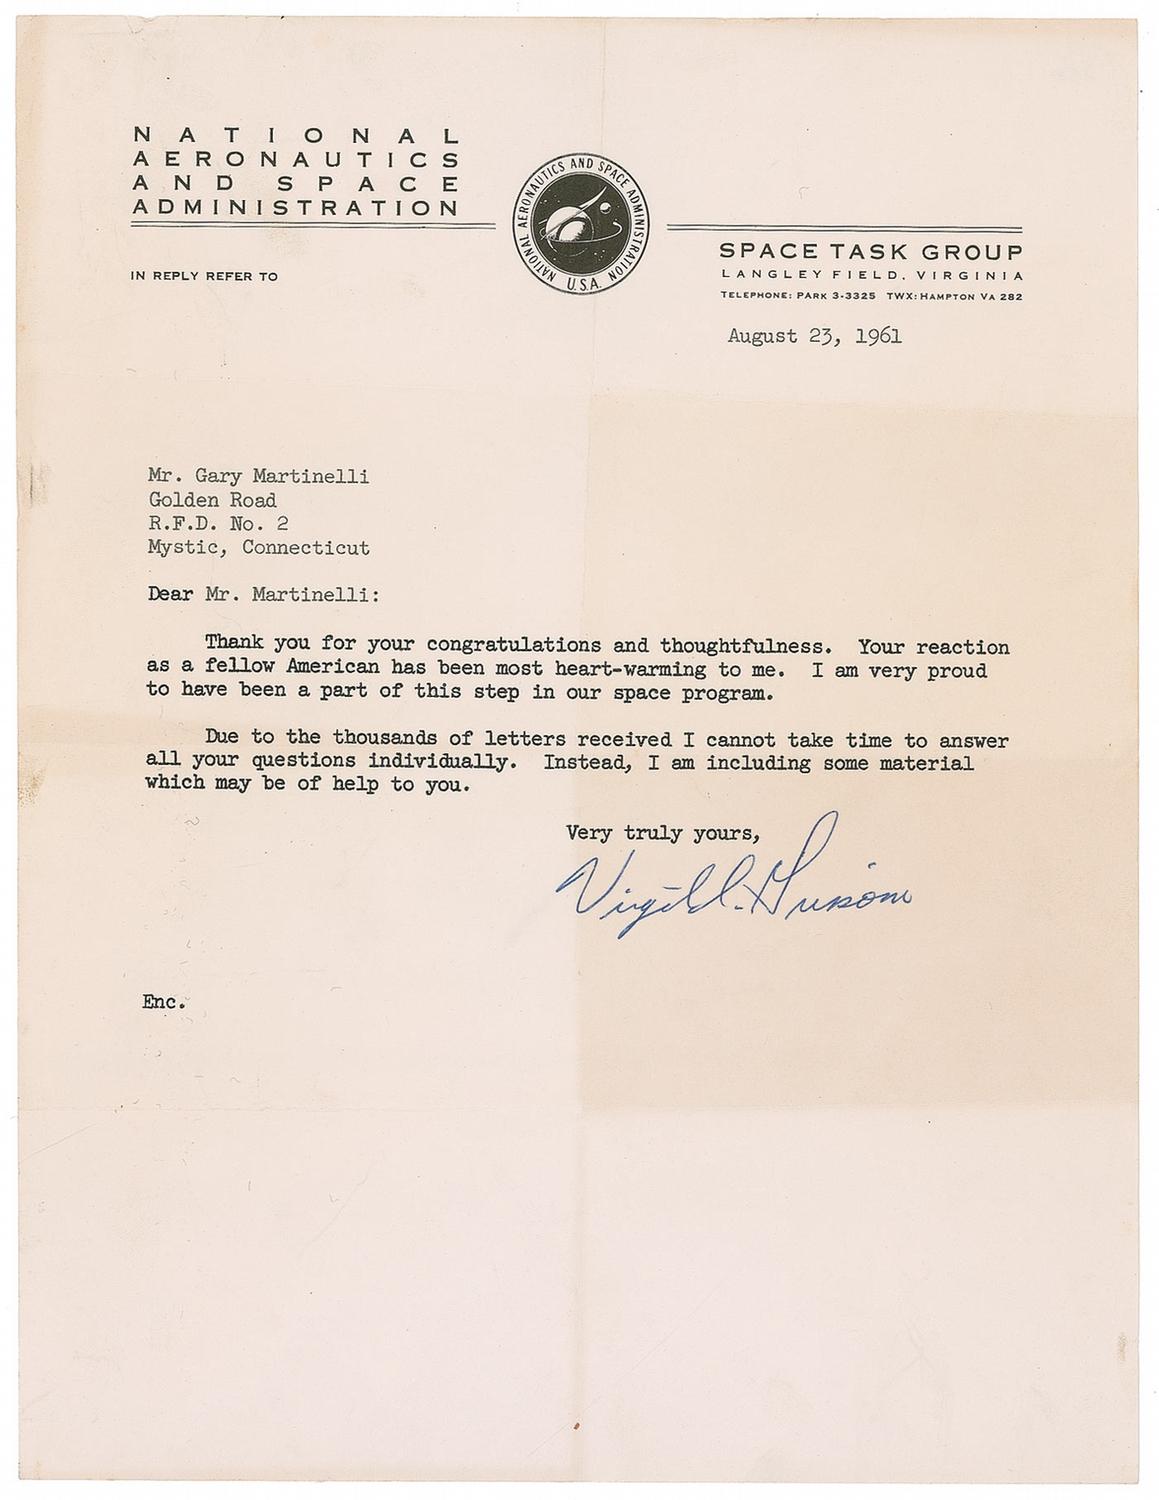 NATIONAL
AERONAUTICS
AND SPACE
ADMINISTRATION
NATIONAL AERONAUTICS AND SPACE ADMINISTRATION
U.S.A.
SPACE TASK GROUP
LANGLEY FIELD, VIRGINIA
TELEPHONE: PARK 3-3325 TWX: HAMPTON VA 282
IN REPLY REFER TO
August 23, 1961
Mr. Gary Martinelli
Golden Road
R.F.D. No. 2
Mystic, Connecticut
Dear Mr. Martinelli:
Thank you for your congratulations and thoughtfulness. Your reaction
as a fellow American has been most heart-warming to me. I am very proud
to have been a part of this step in our space program.
Due to the thousands of letters received I cannot take time to answer
all your questions individually. Instead, I am including some material
which may be of help to you.
Very truly yours,
Virgil I. Grissom
Enc.